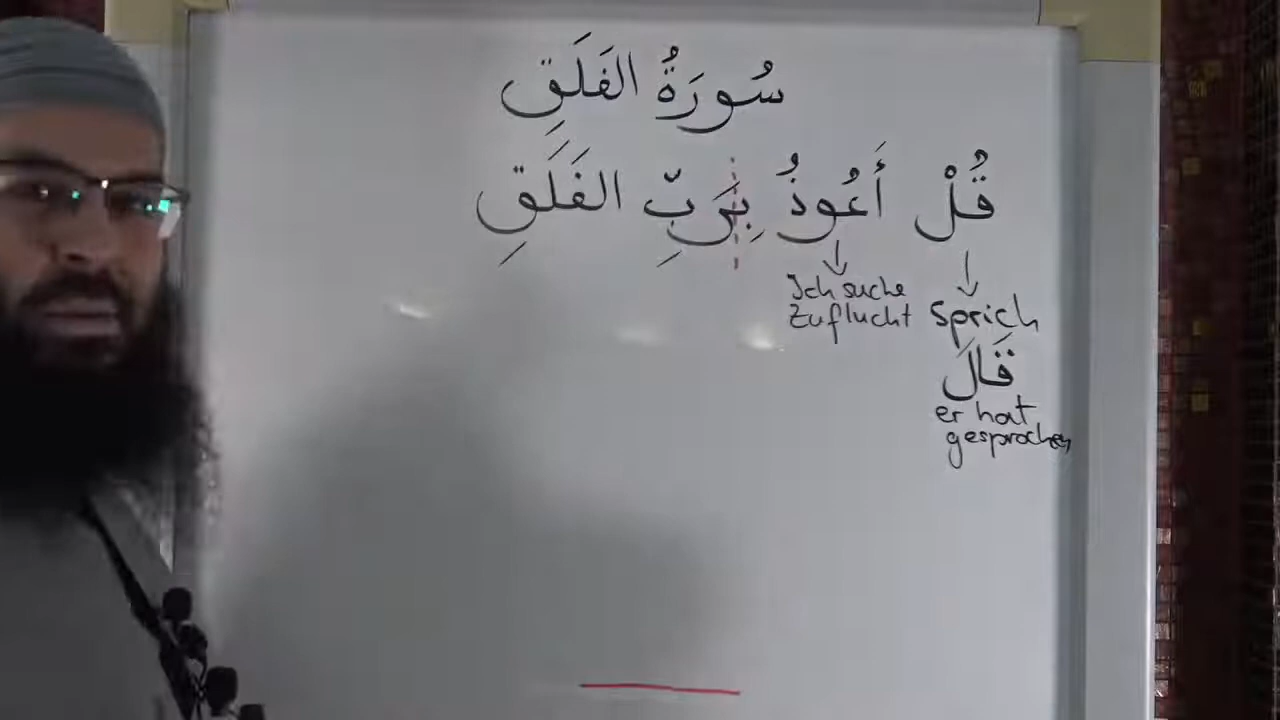 سُورَةُ الفَلَقِ
قُلْ أَعُوذُ بِرَبِّ الفَلَقِ
Ich suche
Zuflucht
Sprich
قَالَ
er hat
gesprochen